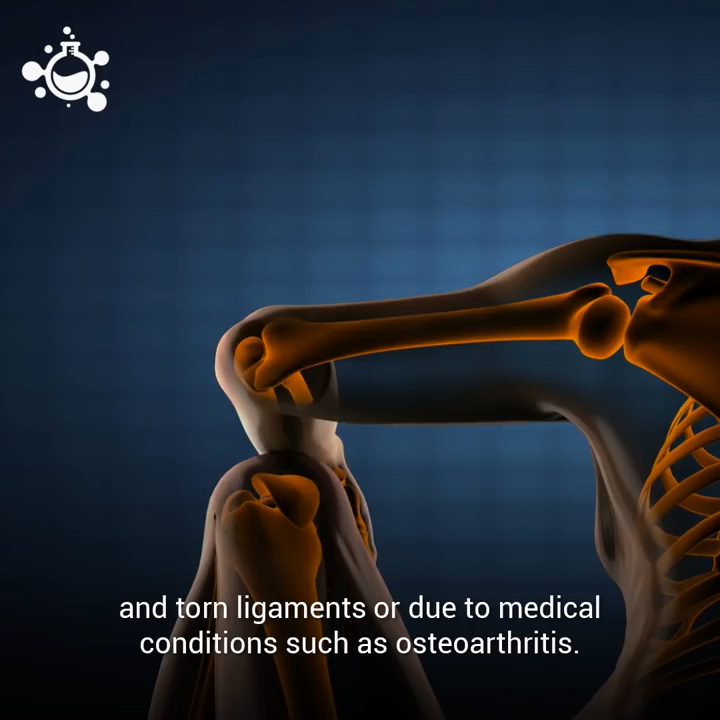 and torn ligaments or due to medical
conditions such as osteoarthritis.